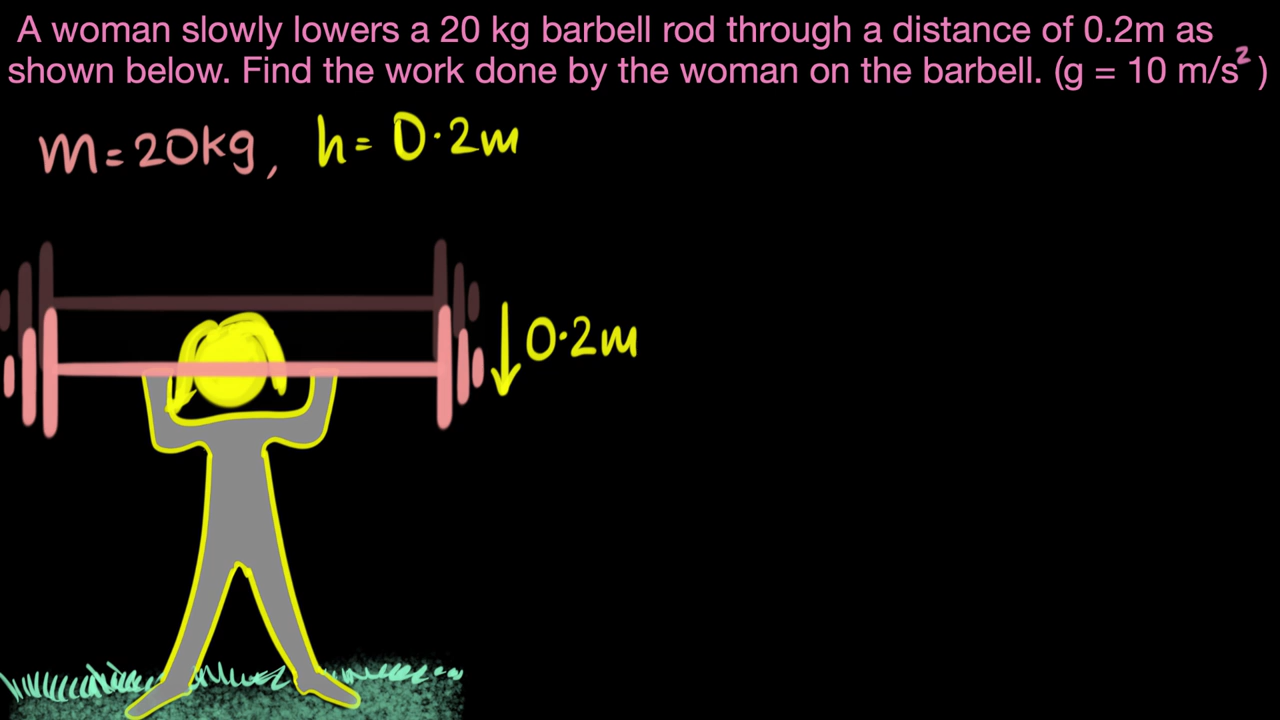 A woman slowly lowers a 20 kg barbell rod through a distance of 0.2m as
shown below. Find the work done by the woman on the barbell. (g = 10 m/s²)
m = 20kg, h = 0.2m
0.2m